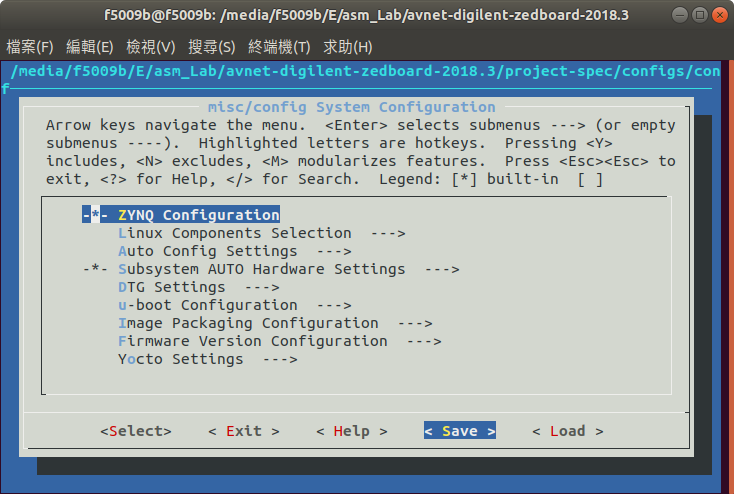 f5009b@f5009b: /media/f5009b/E/asm_Lab/avnet-digilent-zedboard-2018.3
檔案(F) 編輯(E) 檢視(V) 搜尋(S) 終端機(T) 求助(H)
/media/f5009b/E/asm_Lab/avnet-digilent-zedboard-2018.3/project-spec/configs/con
f
misc/config System Configuration
Arrow keys navigate the menu.  <Enter> selects submenus ---> (or empty
submenus ----).  Highlighted letters are hotkeys.  Pressing <Y>
includes, <N> excludes, <M> modularizes features.  Press <Esc><Esc> to
exit, <?> for Help, </> for Search.  Legend: [*] built-in  [ ]
-*- ZYNQ Configuration
Linux Components Selection  --->
Auto Config Settings  --->
-*- Subsystem AUTO Hardware Settings  --->
DTG Settings  --->
u-boot Configuration  --->
Image Packaging Configuration  --->
Firmware Version Configuration  --->
Yocto Settings  --->
<Select>    < Exit >    < Help >    < Save >    < Load >